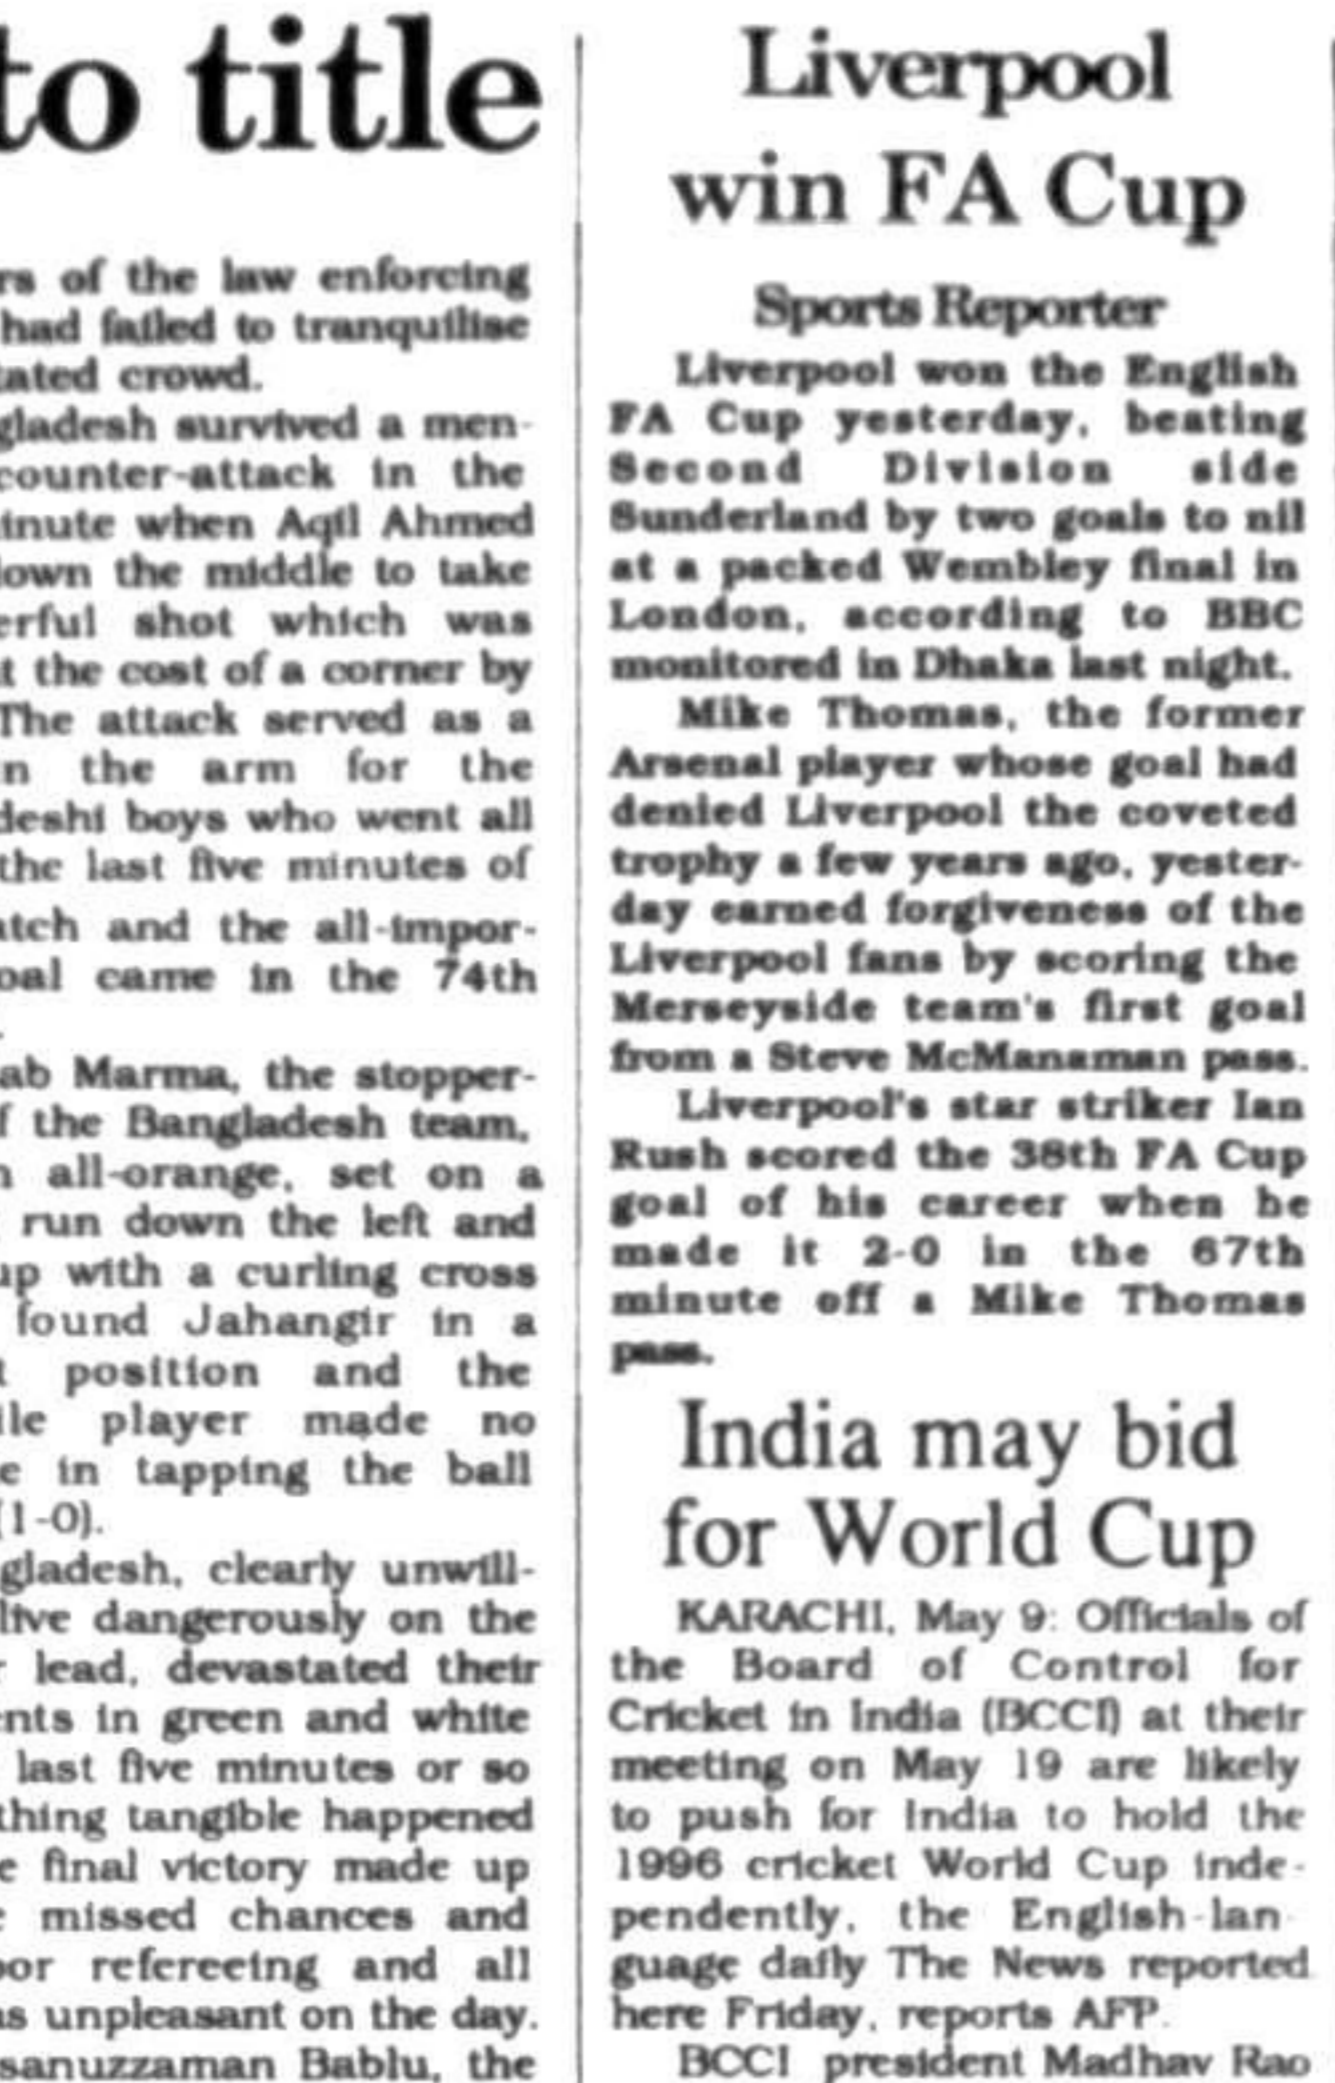 to title
rs of the law enforcing
had failed to tranquilise
tated crowd.
gladesh survived a men-
counter-attack in the
inute when Aqil Ahmed
down the middle to take
erful shot which was
t the cost of a corner by
The attack served as a
n the arm for the
deshi boys who went all
the last five minutes of
atch and the all-impor-
oal came in the 74th
ab Marma, the stopper-
f the Bangladesh team,
n all-orange, set on a
run down the left and
up with a curling cross
found Jahangir in a
t position and the
ile player made no
e in tapping the ball
(1-0).
gladesh, clearly unwill-
live dangerously on the
r lead, devastated their
ents in green and white
last five minutes or so
thing tangible happened
e final victory made up
e missed chances and
oor refereeing and all
as unpleasant on the day.
sanuzzaman Bablu, the
Liverpool
win FA Cup
Sports Reporter
Liverpool won the English
FA Cup yesterday, beating
Second Division side
Sunderland by two goals to nil
at a packed Wembley final in
London, according to BBC
monitored in Dhaka last night.
Mike Thomas, the former
Arsenal player whose goal had
denied Liverpool the coveted
trophy a few years ago, yester-
day earned forgiveness of the
Liverpool fans by scoring the
Merseyside team's first goal
from a Steve McManaman pass.
Liverpool's star striker Ian
Rush scored the 38th FA Cup
goal of his career when he
made it 2-0 in the 67th
minute off a Mike Thomas
pass.
India may bid
for World Cup
KARACHI, May 9: Officials of
the Board of Control for
Cricket in India (BCCI) at their
meeting on May 19 are likely
to push for India to hold the
1996 cricket World Cup inde-
pendently, the English-lan-
guage daily The News reported
here Friday, reports AFP.
BCCI president Madhav Rao